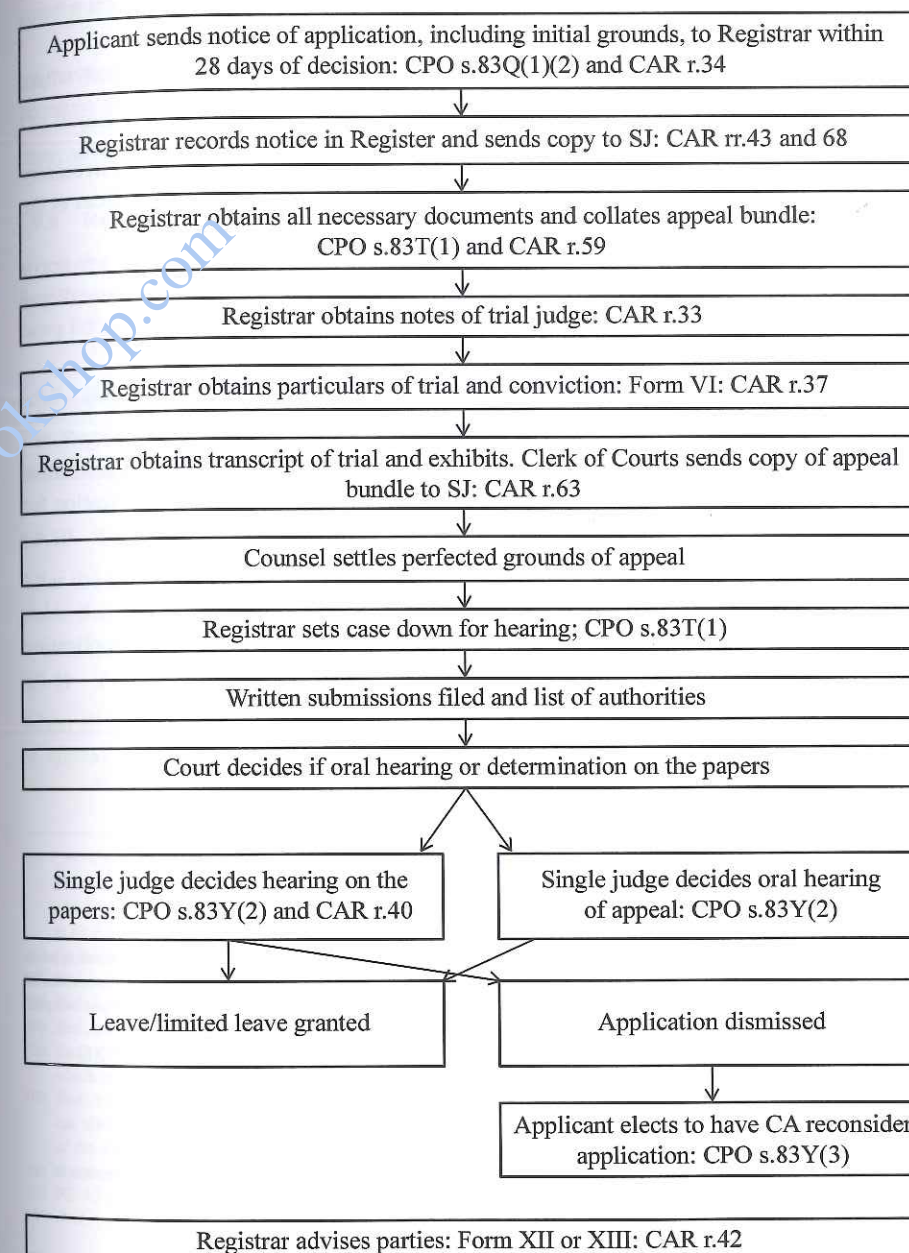 Applicant sends notice of application, including initial grounds, to Registrar within
28 days of decision: CPO s.83Q(1)(2) and CAR r.34
Registrar records notice in Register and sends copy to SJ: CAR rr.43 and 68
Registrar obtains all necessary documents and collates appeal bundle:
CPO s.83T(1) and CAR r.59
Registrar obtains notes of trial judge: CAR r.33
Registrar obtains particulars of trial and conviction: Form VI: CAR r.37
Registrar obtains transcript of trial and exhibits. Clerk of Courts sends copy of appeal
bundle to SJ: CAR r.63
Counsel settles perfected grounds of appeal
Registrar sets case down for hearing; CPO s.83T(1)
Written submissions filed and list of authorities
Court decides if oral hearing or determination on the papers
Single judge decides hearing on the
papers: CPO s.83Y(2) and CAR r.40
Single judge decides oral hearing
of appeal: CPO s.83Y(2)
Leave/limited leave granted
Application dismissed
Applicant elects to have CA reconsider
application: CPO s.83Y(3)
Registrar advises parties: Form XII or XIII: CAR r.42
okshop.com